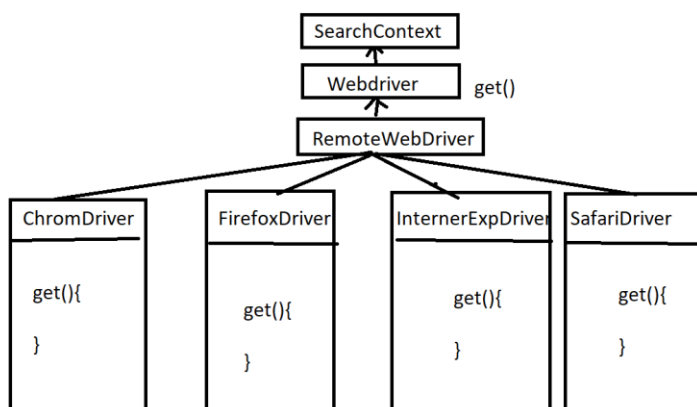 SearchContext
Webdriver
get()
RemoteWebDriver
ChromDriver
FirefoxDriver
InternerExpDriver
SafariDriver
get(){
}
get(){
}
get(){
}
get(){
}